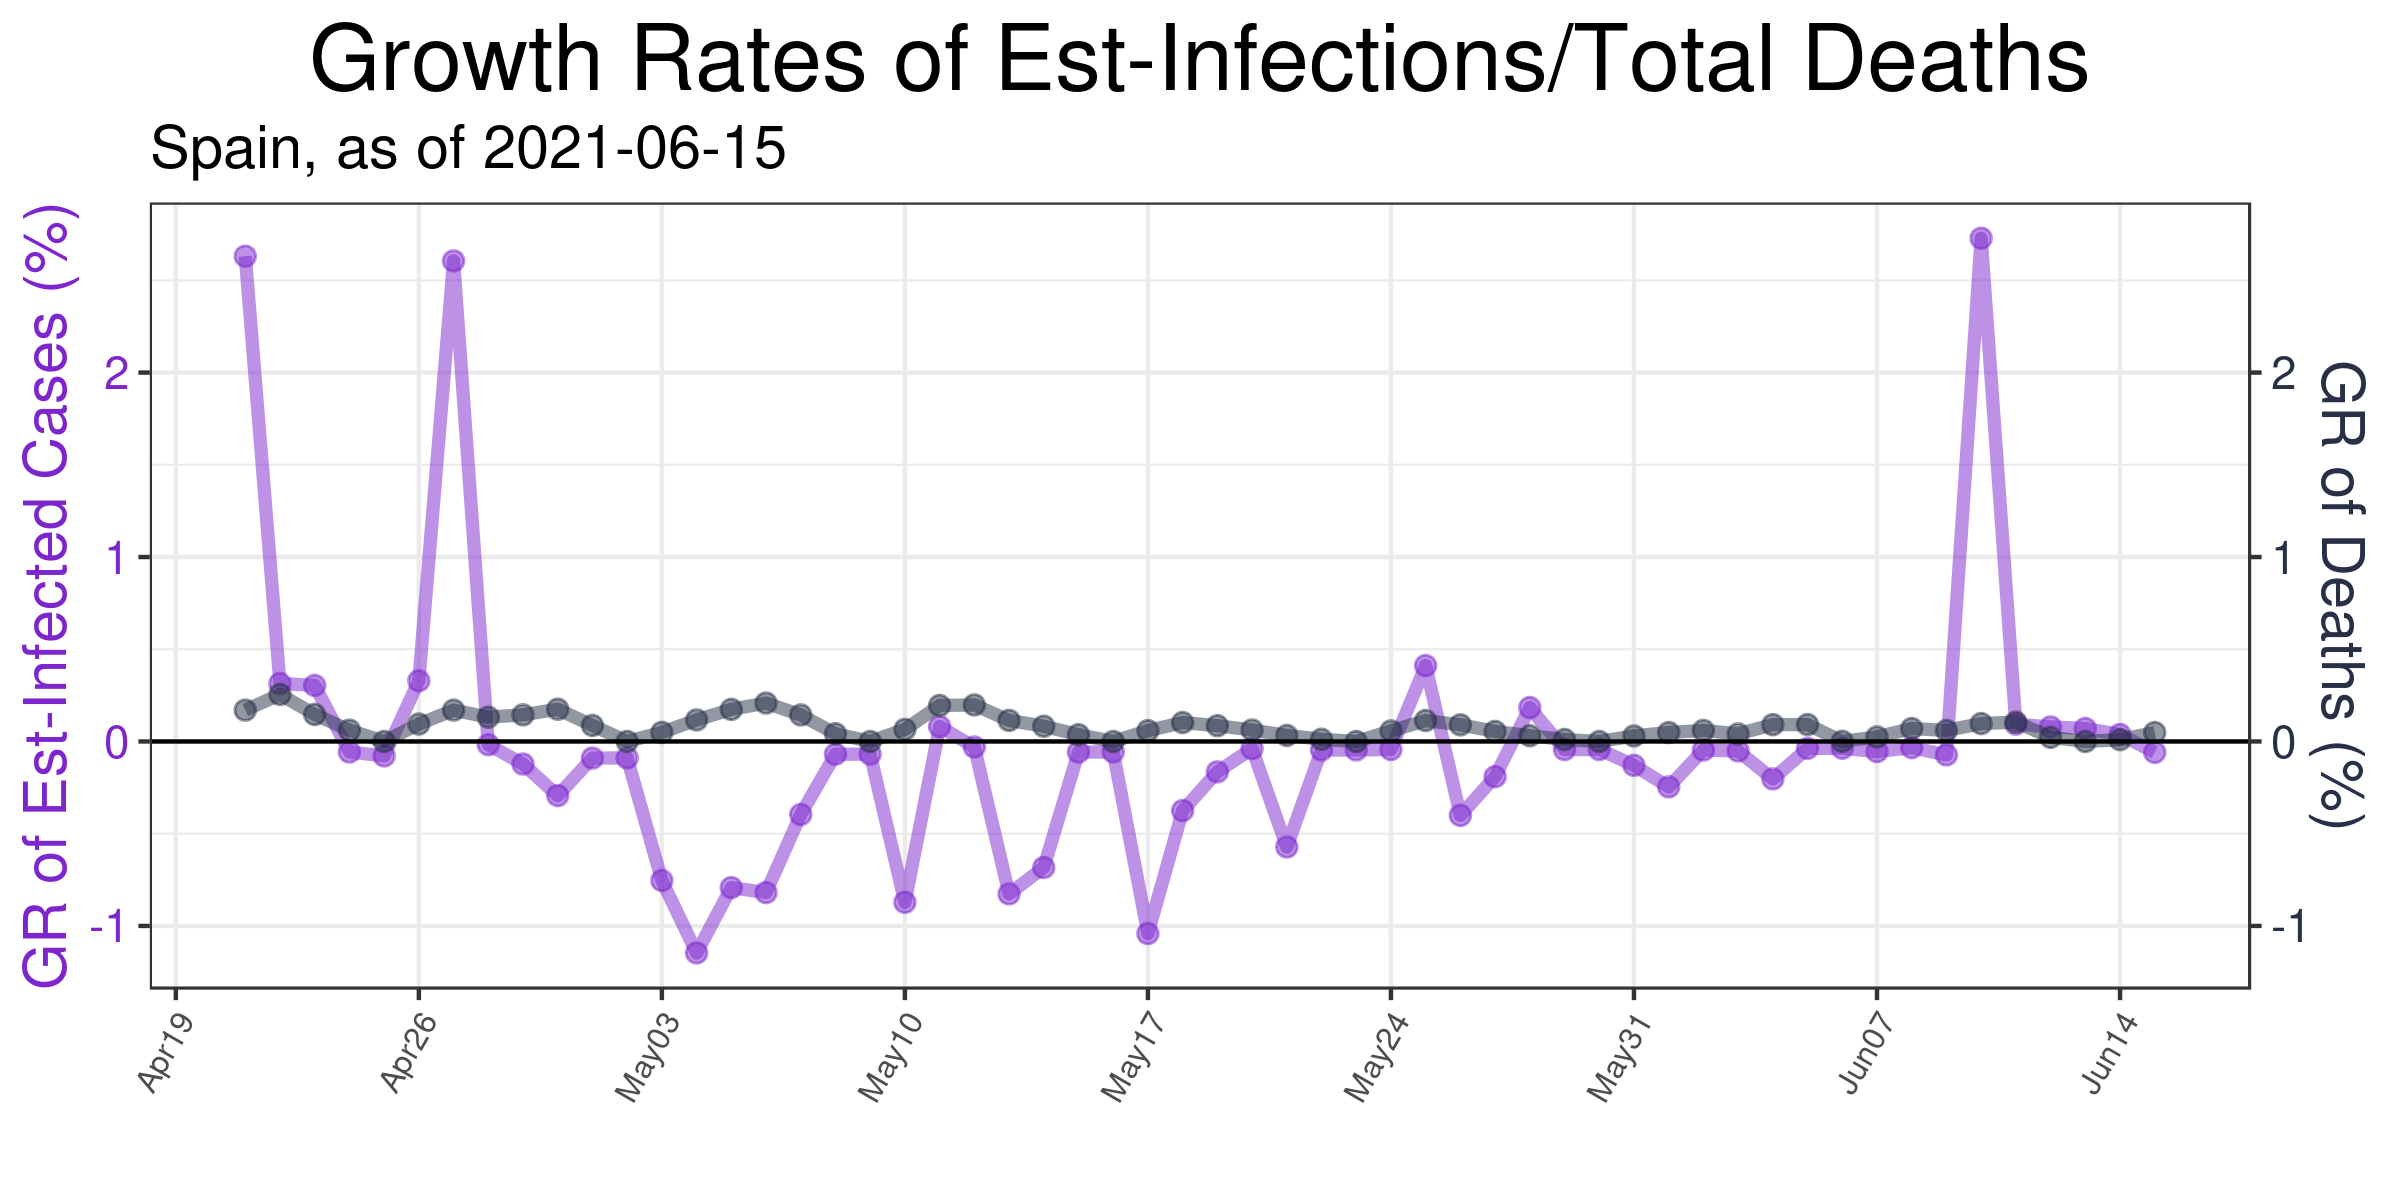 Growth Rates of Est-Infections/Total Deaths
Spain, as of 2021-06-15
GR of Est-Infected Cases (%)
2
1
0
-1
2
1
0
-1
GR of Deaths (%)
Apr19
Apr26
May03
May10
May17
May24
May31
Jun07
Jun14